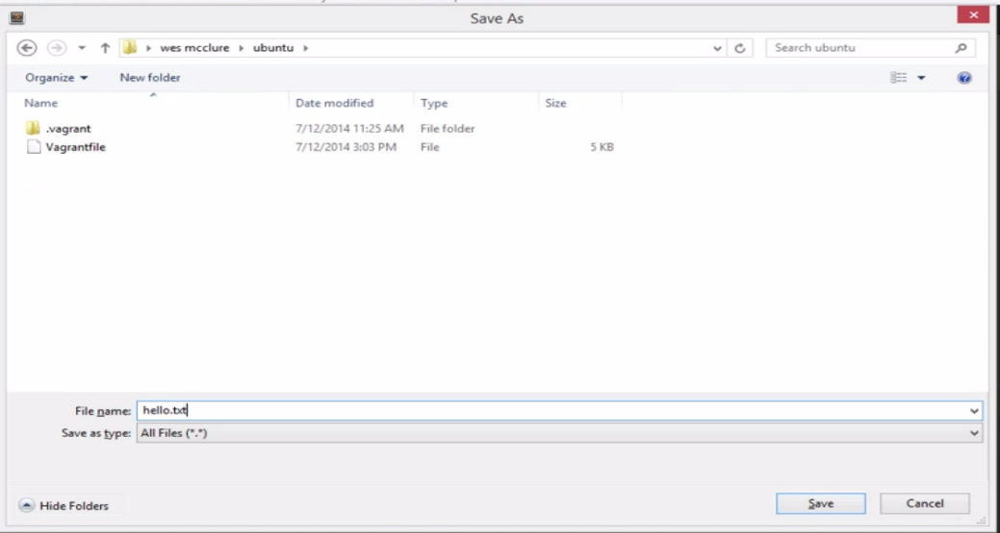 Save As
wes mcclure ubuntu
Search ubuntu
Organize New folder
Name Date modified Type Size
.vagrant 7/12/2014 11:25 AM File folder
Vagrantfile 7/12/2014 3:03 PM File 5 KB
File name: hello.txt
Save as type: All Files (*.*)
Hide Folders Save Cancel